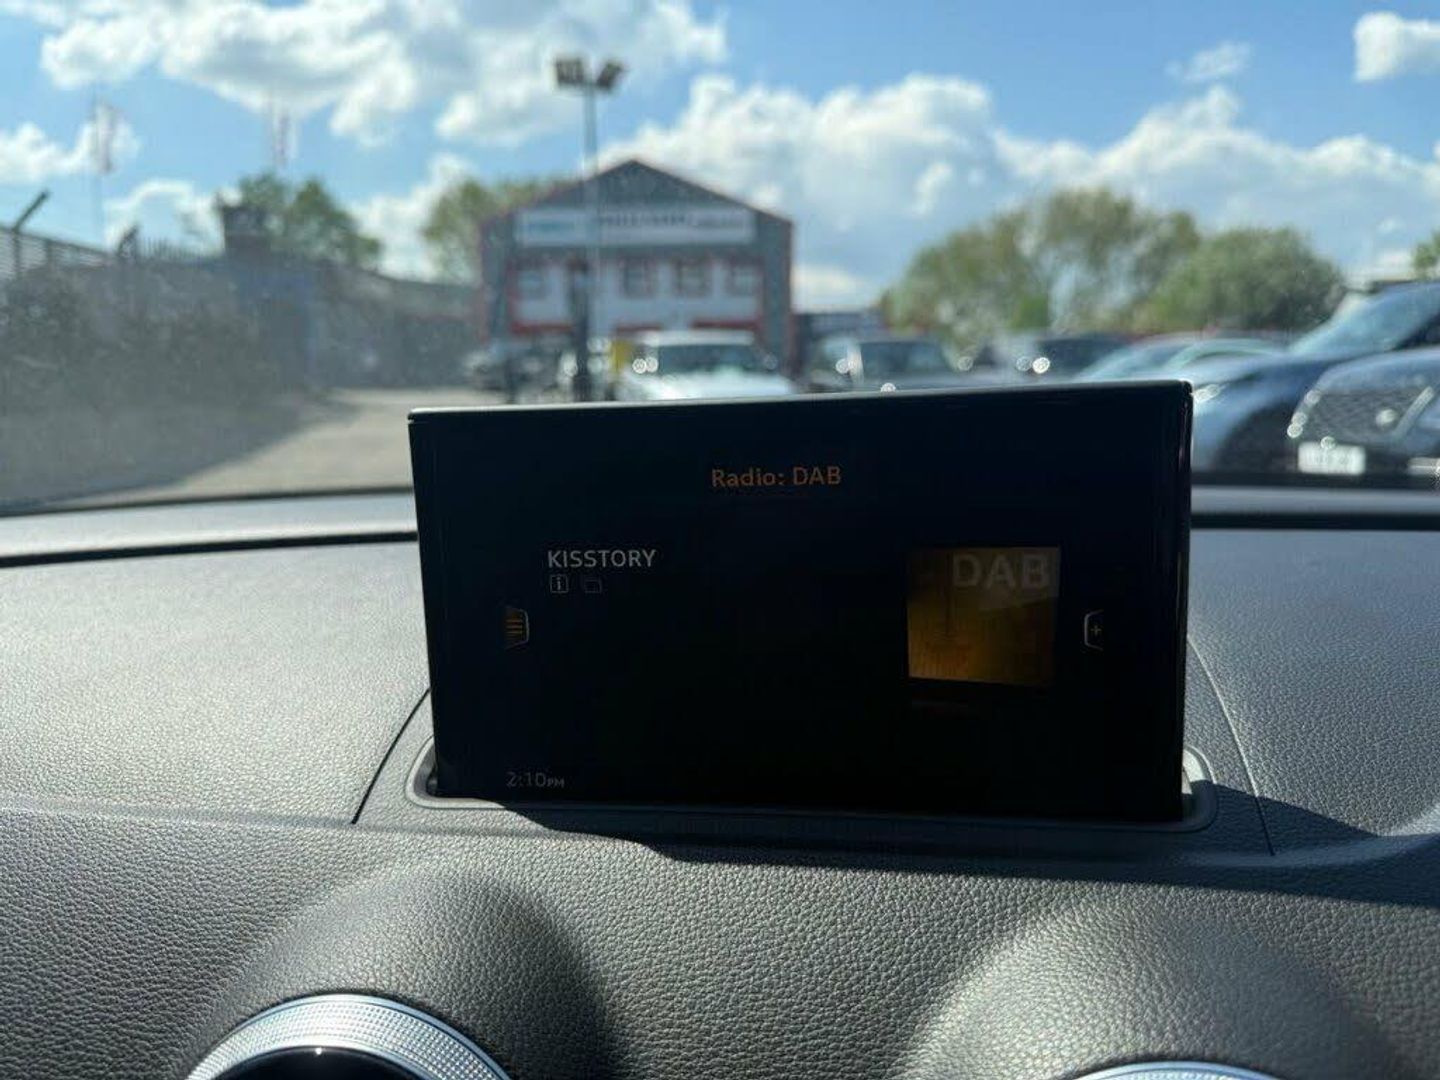 Radio: DAB
KISSTORY
DAB
2:10PM